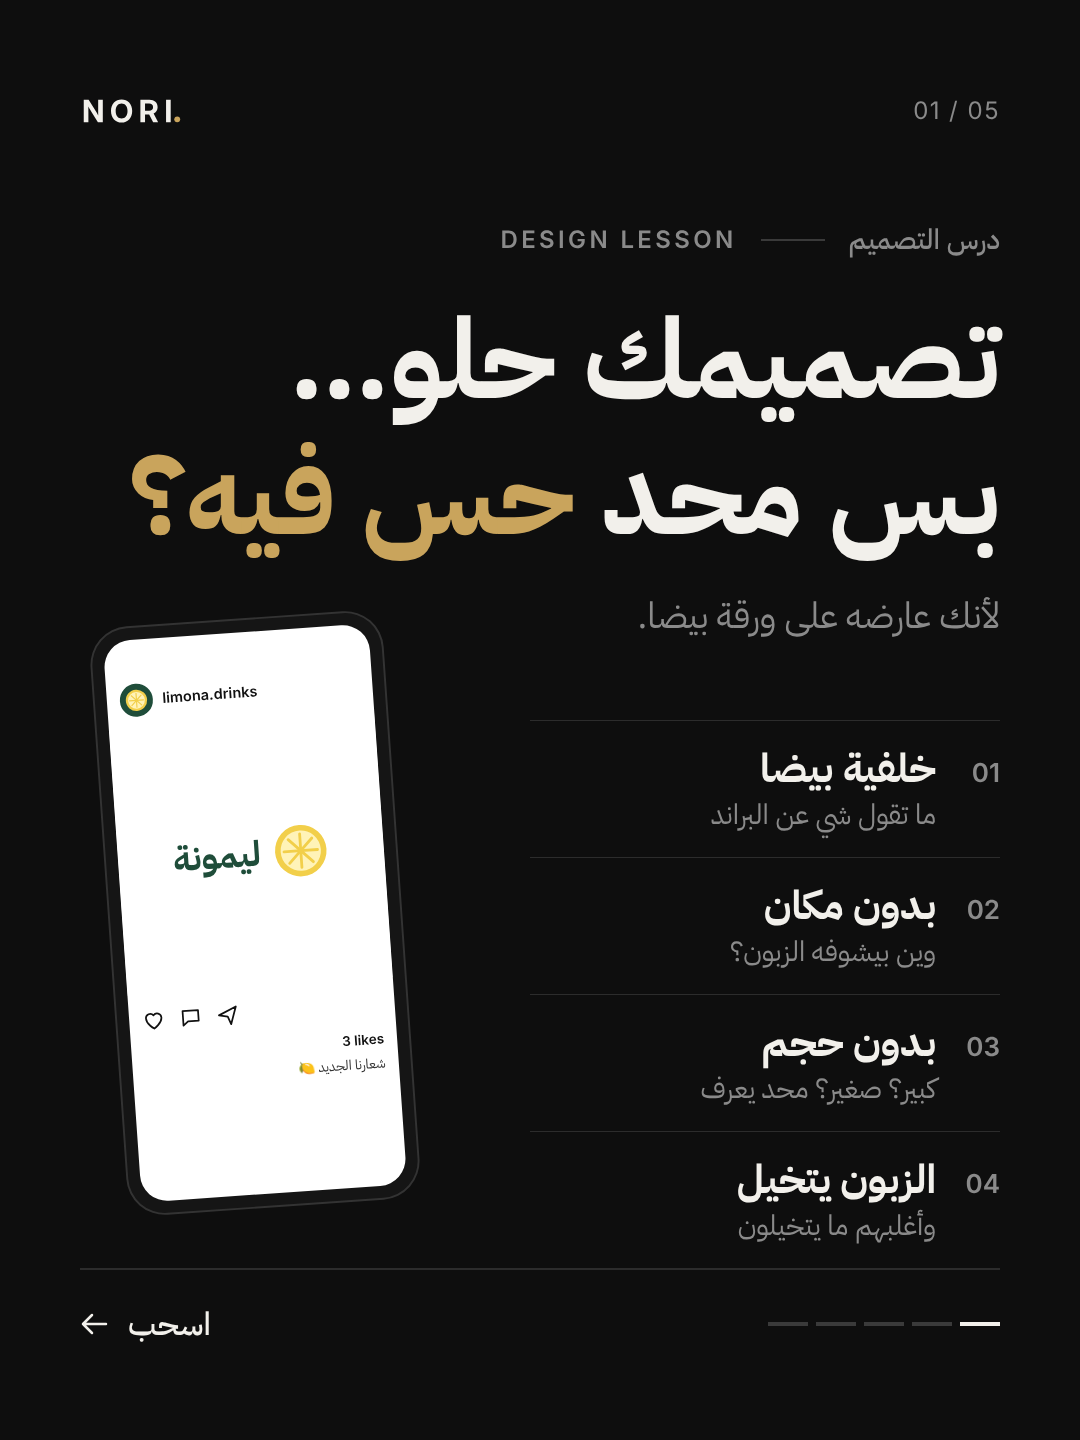 NORI.
01 / 05
درس التصميم — DESIGN LESSON
تصميمك حلو...
بس محد حس فيه؟
لأنك عارضه على ورقة بيضا.
limona.drinks
ليمونة
3 likes
شعارنا الجديد 🍋
01 خلفية بيضا
ما تقول شي عن البراند
02 بدون مكان
وين بيشوفه الزبون؟
03 بدون حجم
كبير؟ صغير؟ محد يعرف
04 الزبون يتخيل
وأغلبهم ما يتخيلون
اسحب ←